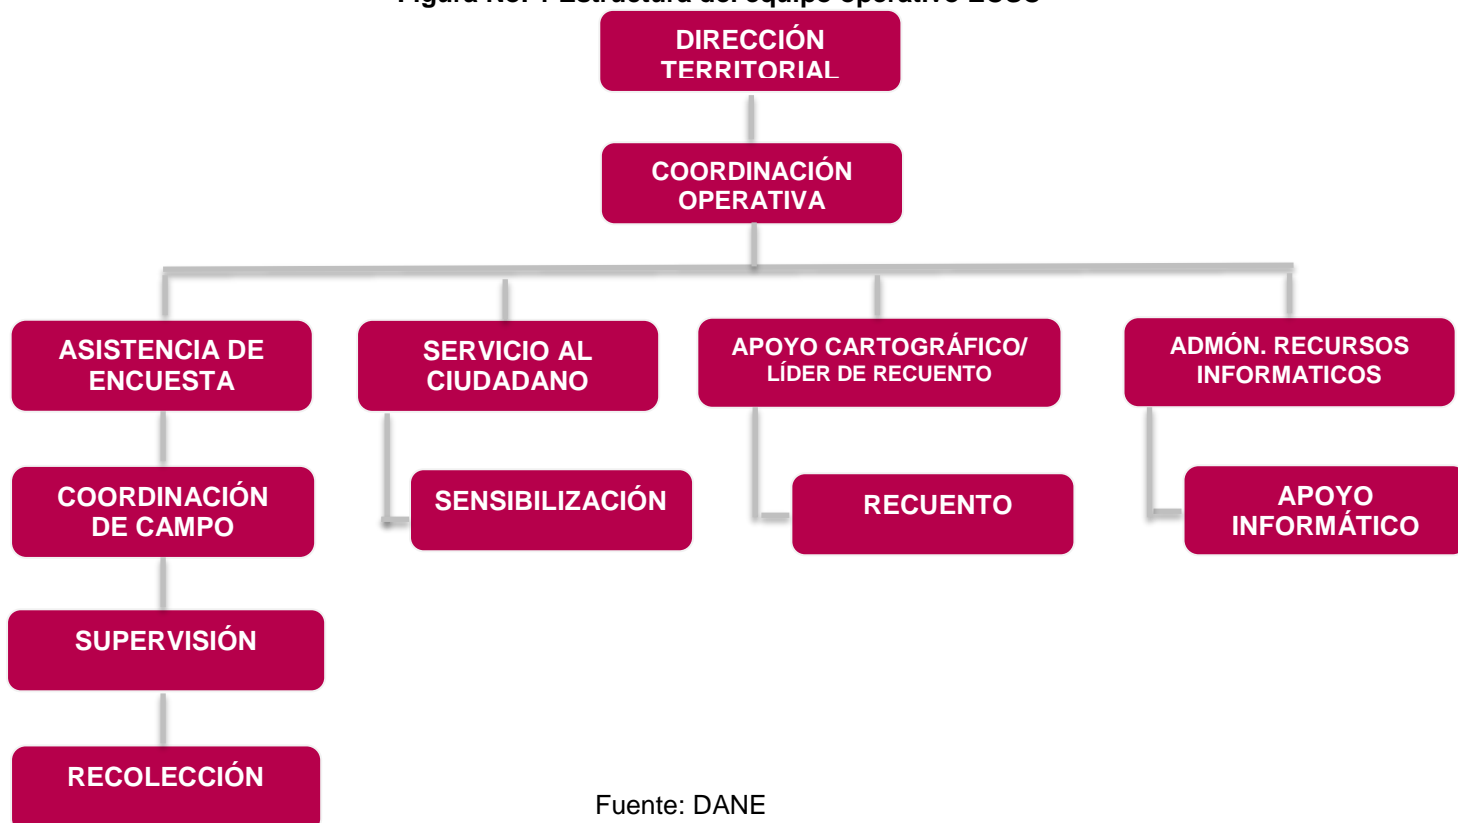 DIRECCIÓN
TERRITORIAL
COORDINACIÓN
OPERATIVA
ASISTENCIA DE
ENCUESTA
SERVICIO AL
CIUDADANO
APOYO CARTOGRÁFICO/
LÍDER DE RECUENTO
ADMÓN. RECURSOS
INFORMATICOS
COORDINACIÓN
DE CAMPO
SENSIBILIZACIÓN
RECUENTO
APOYO
INFORMÁTICO
SUPERVISIÓN
RECOLECCIÓN
Fuente: DANE